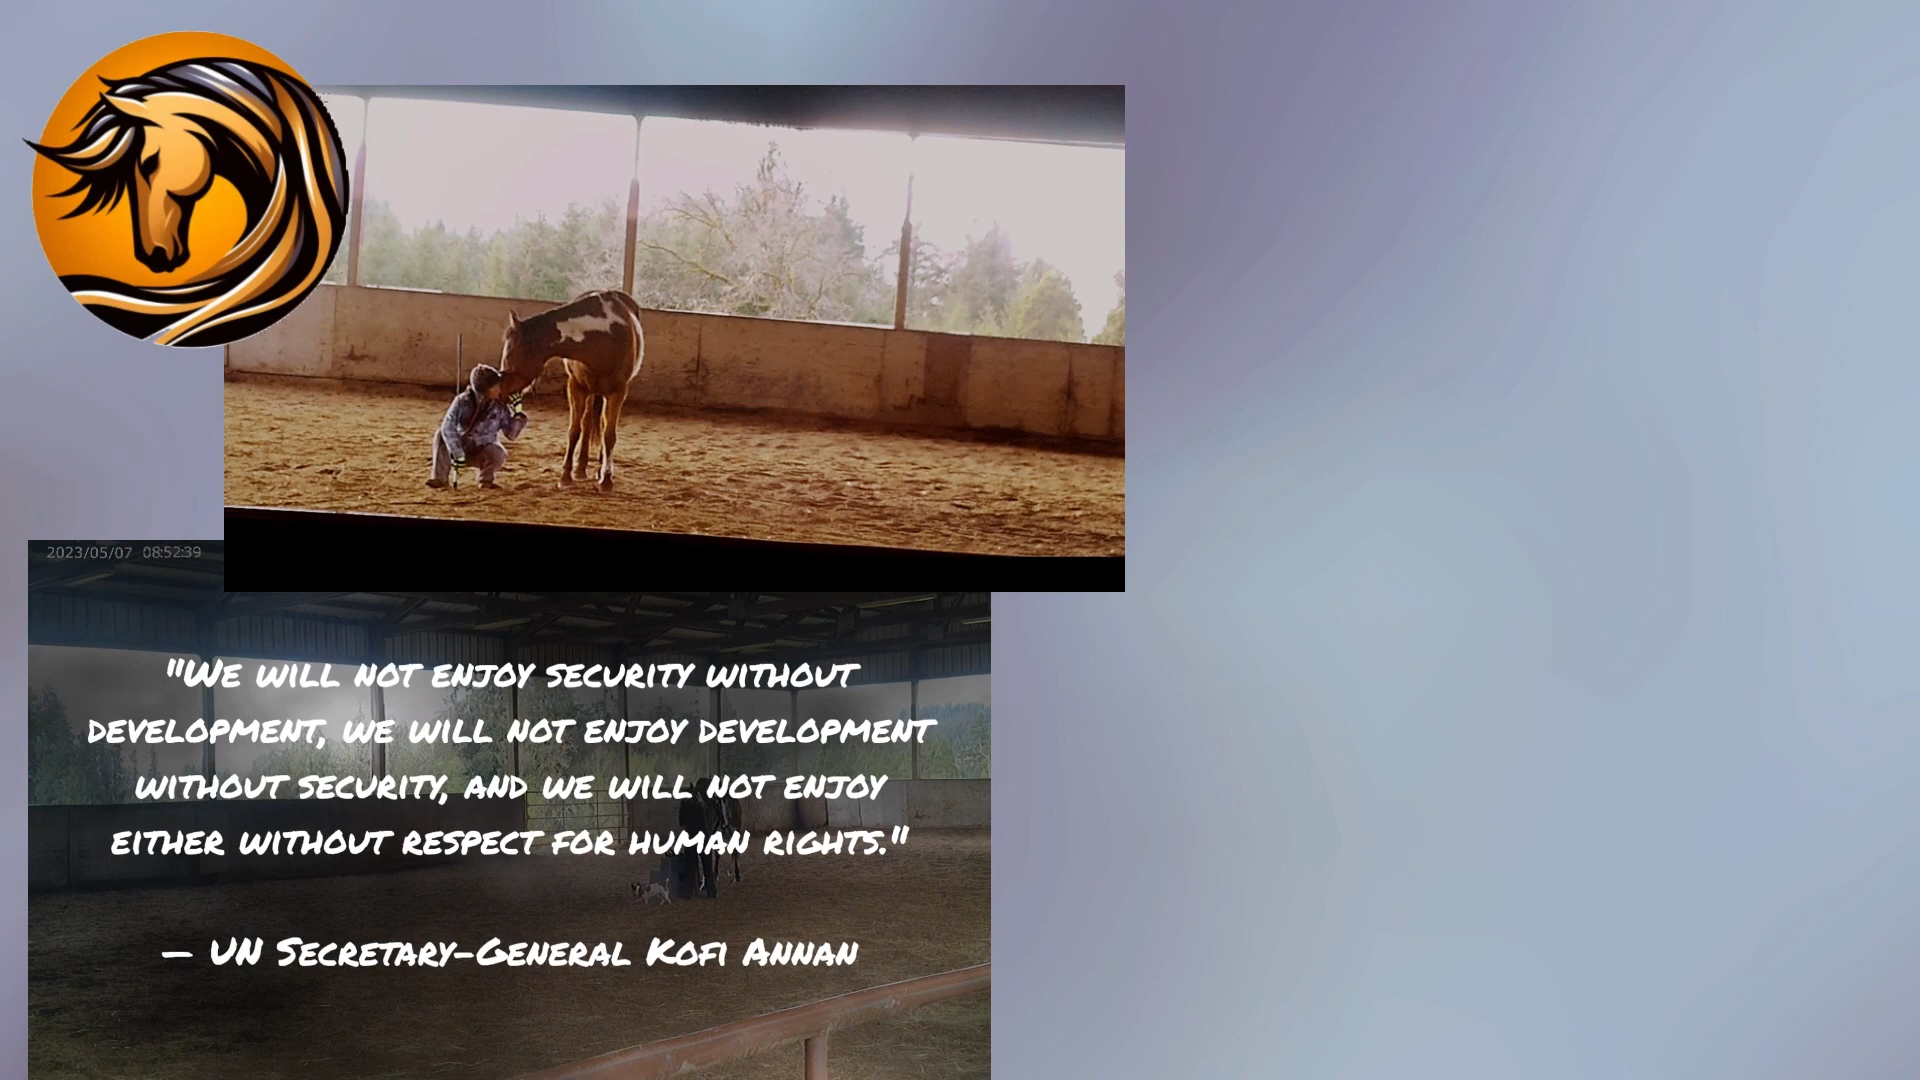 2023/05/07 08:52:39
"We will not enjoy security without
development, we will not enjoy development
without security, and we will not enjoy
either without respect for human rights."
— UN Secretary-General Kofi Annan